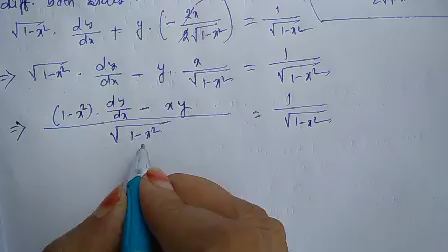 diff. both sides
√1-x² . dy/dx + y.(- 2x/2√1-x²) = 1/√1-x²
⇒ √1-x² . dy/dx - y. x/√1-x² = 1/√1-x²
⇒ (1-x²). dy/dx - xy / √1-x² = 1/√1-x²